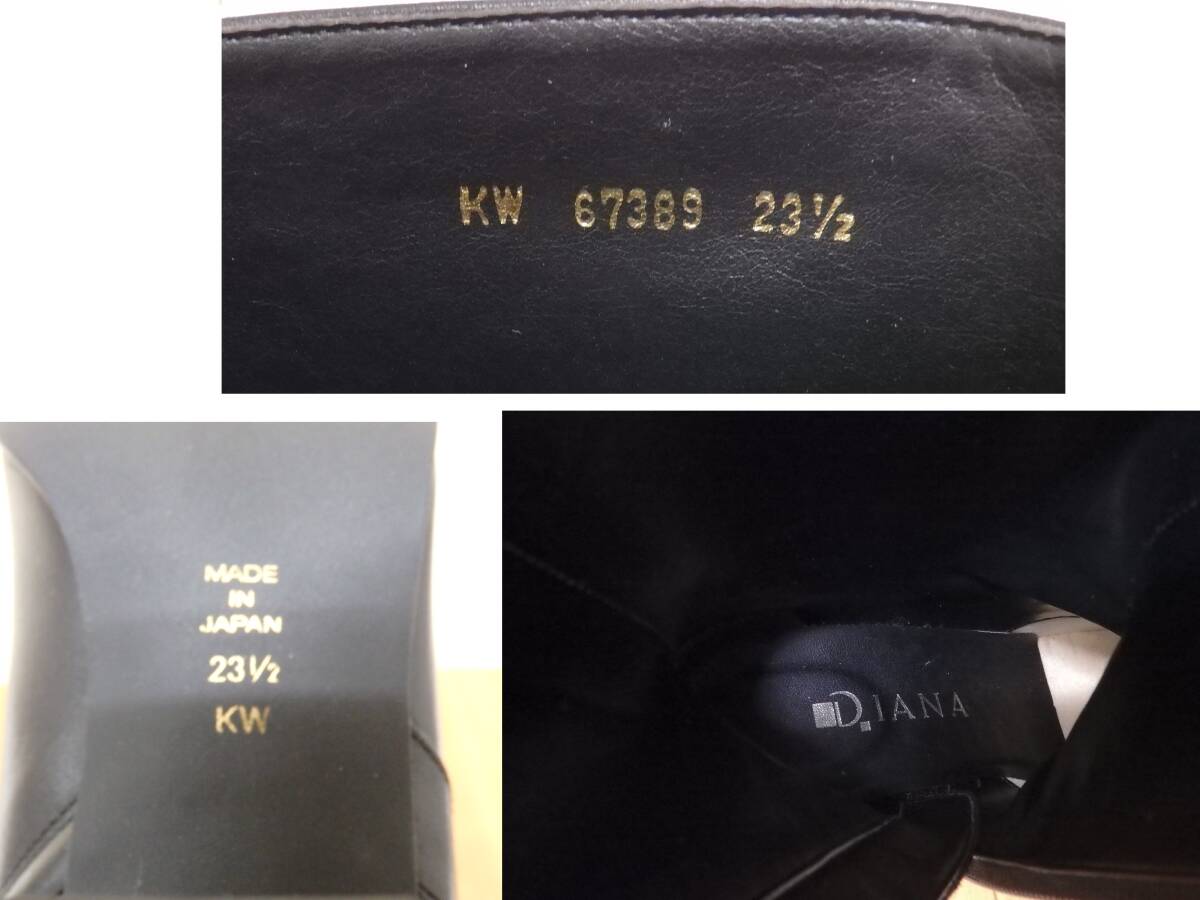 KW 67389 23½
MADE
IN
JAPAN
23½
KW
DIANA